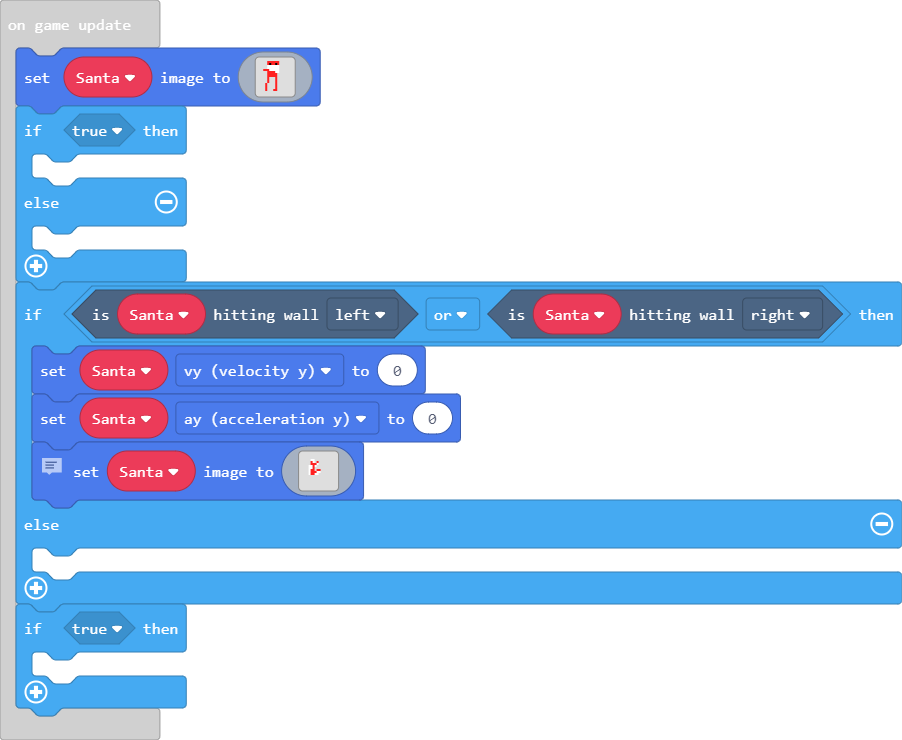 on game update
set Santa image to
if true then
else
if is Santa hitting wall left or is Santa hitting wall right then
set Santa vy (velocity y) to 0
set Santa ay (acceleration y) to 0
set Santa image to
else
if true then